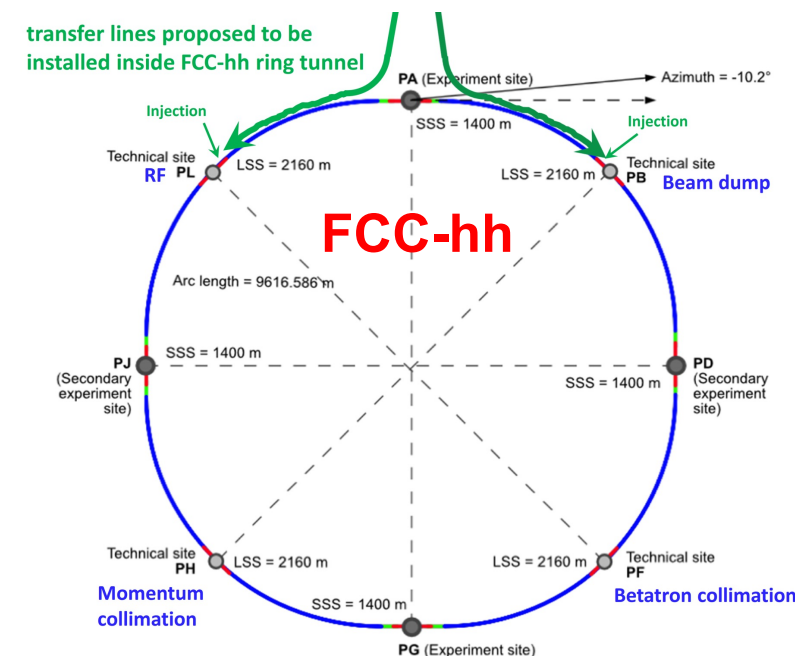 transfer lines proposed to be
installed inside FCC-hh ring tunnel
PA (Experiment site)
Azimuth = -10.2°
Injection
SSS = 1400 m
Injection
Technical site
RF PL
LSS = 2160 m
LSS = 2160 m
Technical site
PB
Beam dump
FCC-hh
Arc length = 9616.586 m
PJ
(Secondary
experiment
site)
SSS = 1400 m
SSS = 1400 m
PD
(Secondary
experiment
site)
Technical site
PH
LSS = 2160 m
LSS = 2160 m
Technical site
PF
Momentum
collimation
Betatron collimation
SSS = 1400 m
PG (Experiment site)